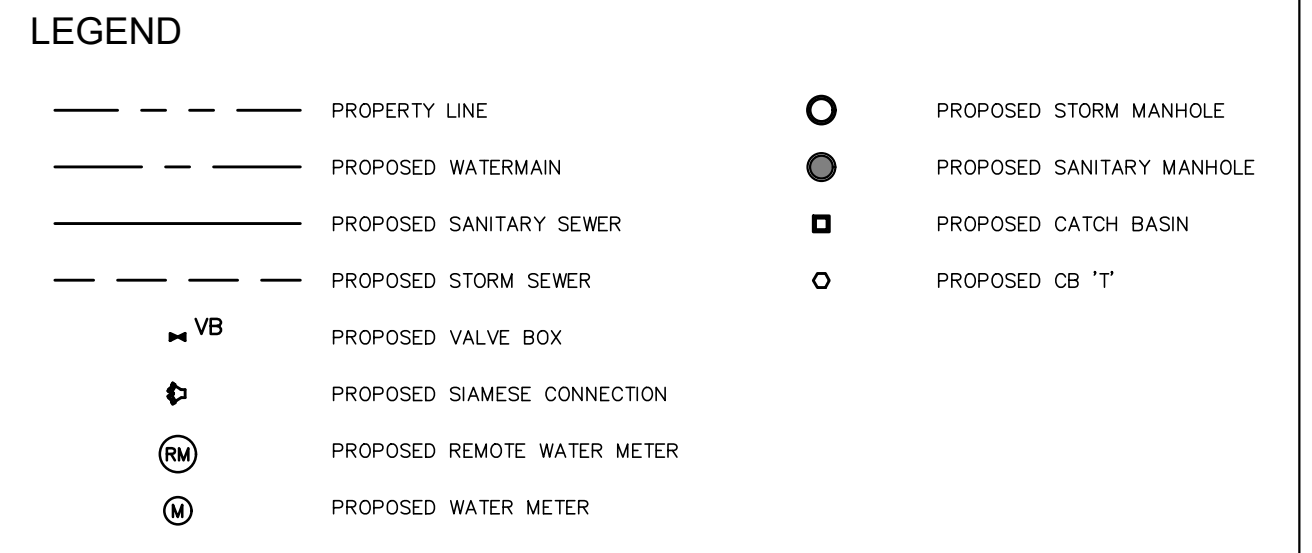 LEGEND
PROPERTY LINE
PROPOSED WATERMAIN
PROPOSED SANITARY SEWER
PROPOSED STORM SEWER
VB PROPOSED VALVE BOX
PROPOSED SIAMESE CONNECTION
RM PROPOSED REMOTE WATER METER
M PROPOSED WATER METER
PROPOSED STORM MANHOLE
PROPOSED SANITARY MANHOLE
PROPOSED CATCH BASIN
PROPOSED CB 'T'